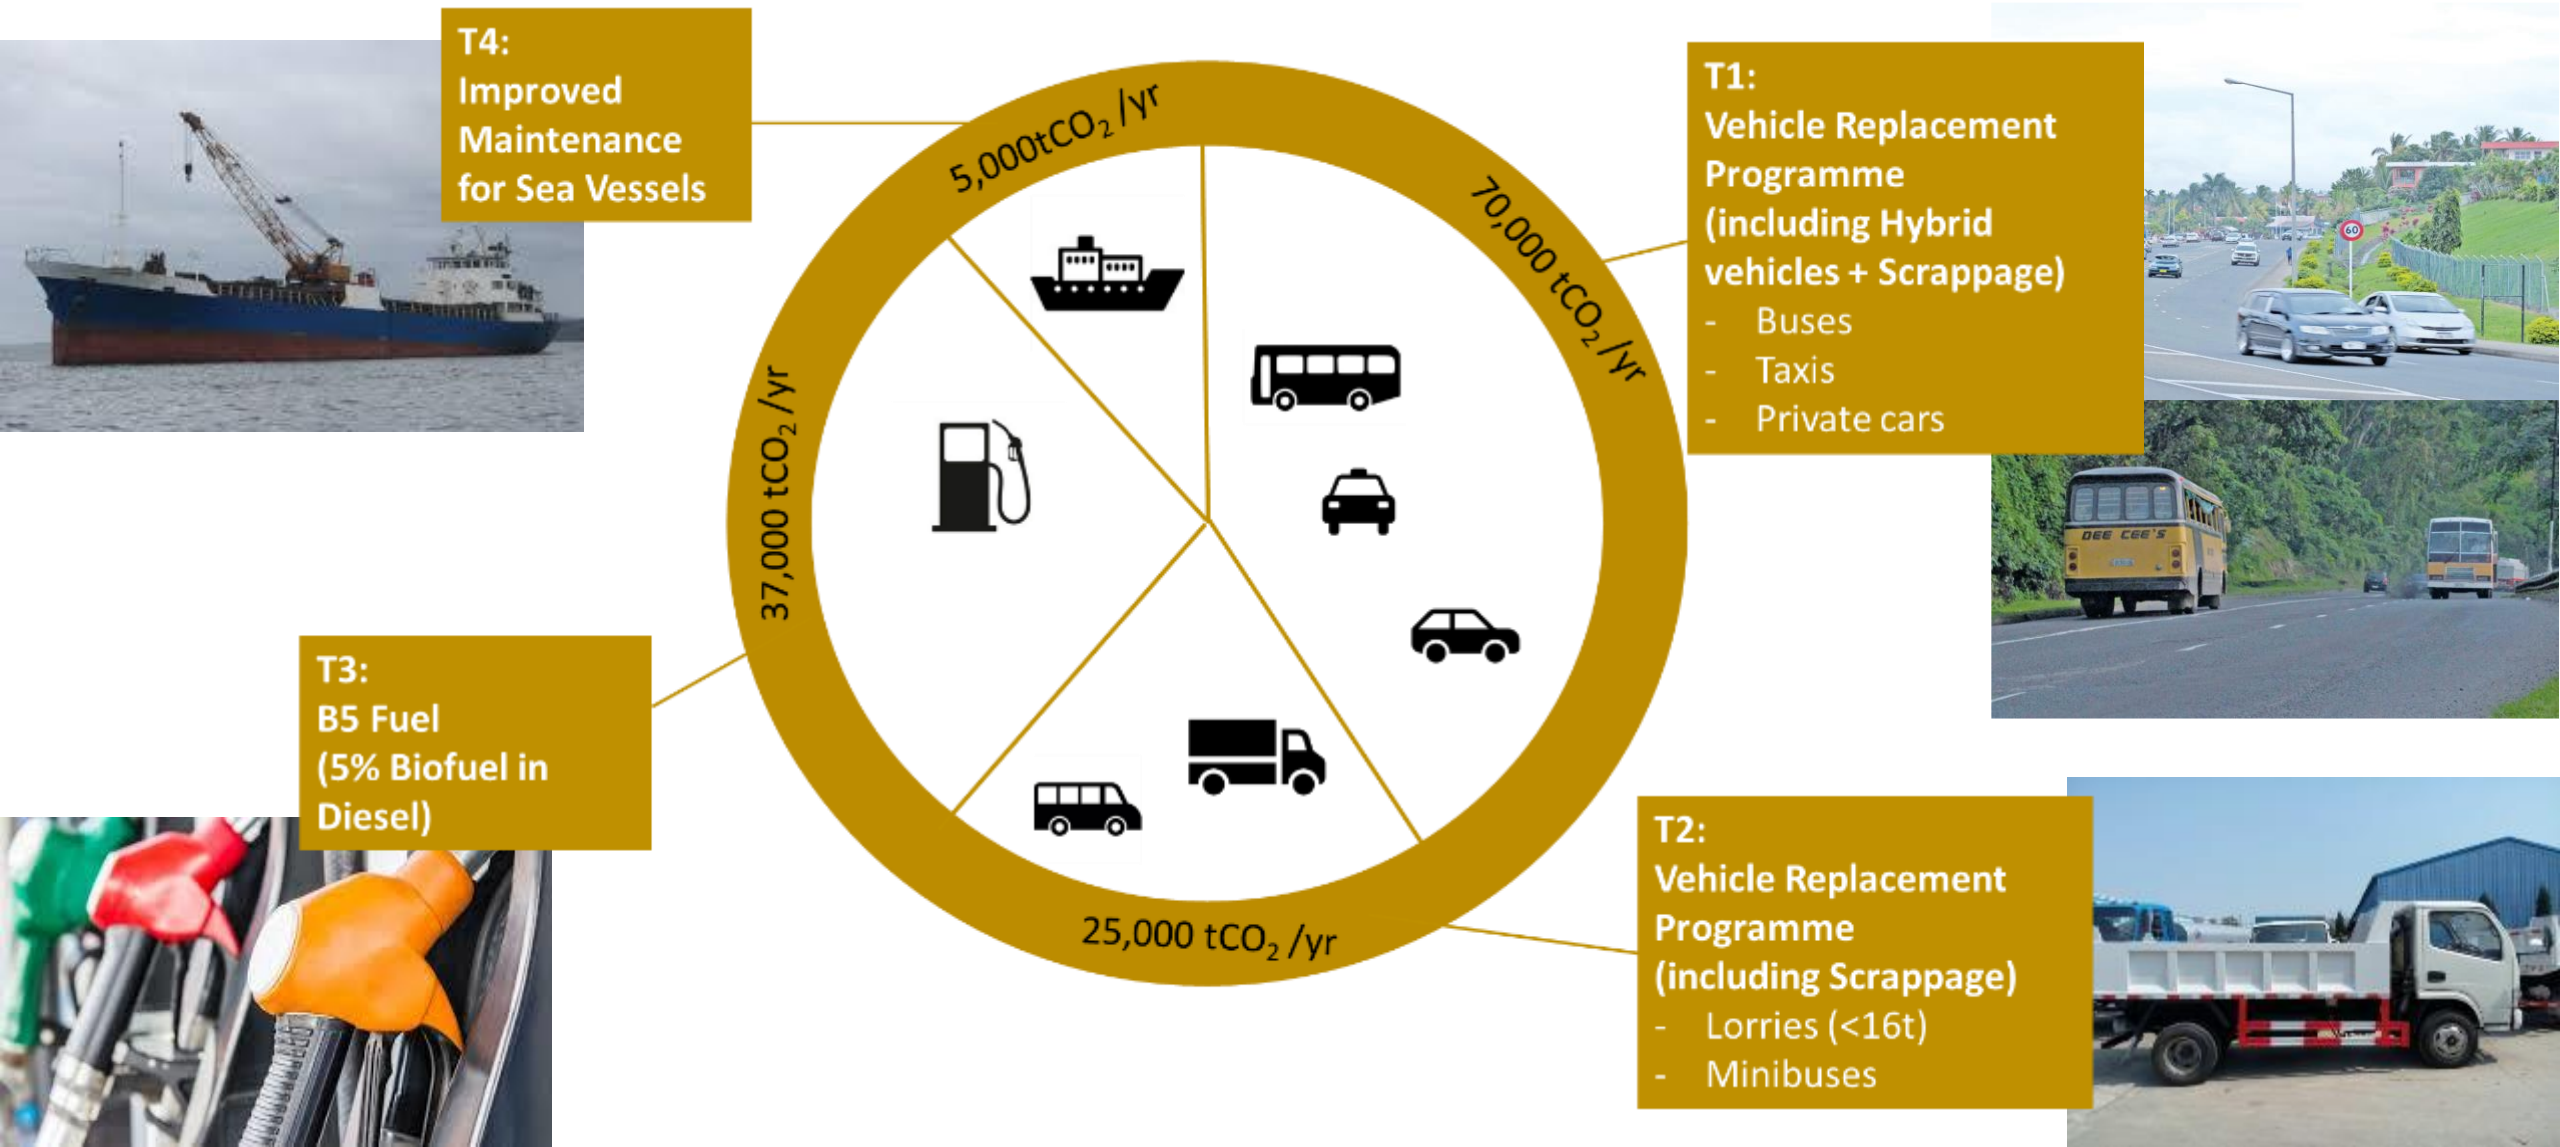 T4:
Improved
Maintenance
for Sea Vessels
5,000tCO₂ /yr
70,000 tCO₂ /yr
T1:
Vehicle Replacement
Programme
(including Hybrid
vehicles + Scrappage)
- Buses
- Taxis
- Private cars
60
DEE CEE'S
37,000 tCO₂ /yr
T3:
B5 Fuel
(5% Biofuel in
Diesel)
25,000 tCO₂ /yr
T2:
Vehicle Replacement
Programme
(including Scrappage)
- Lorries (<16t)
- Minibuses